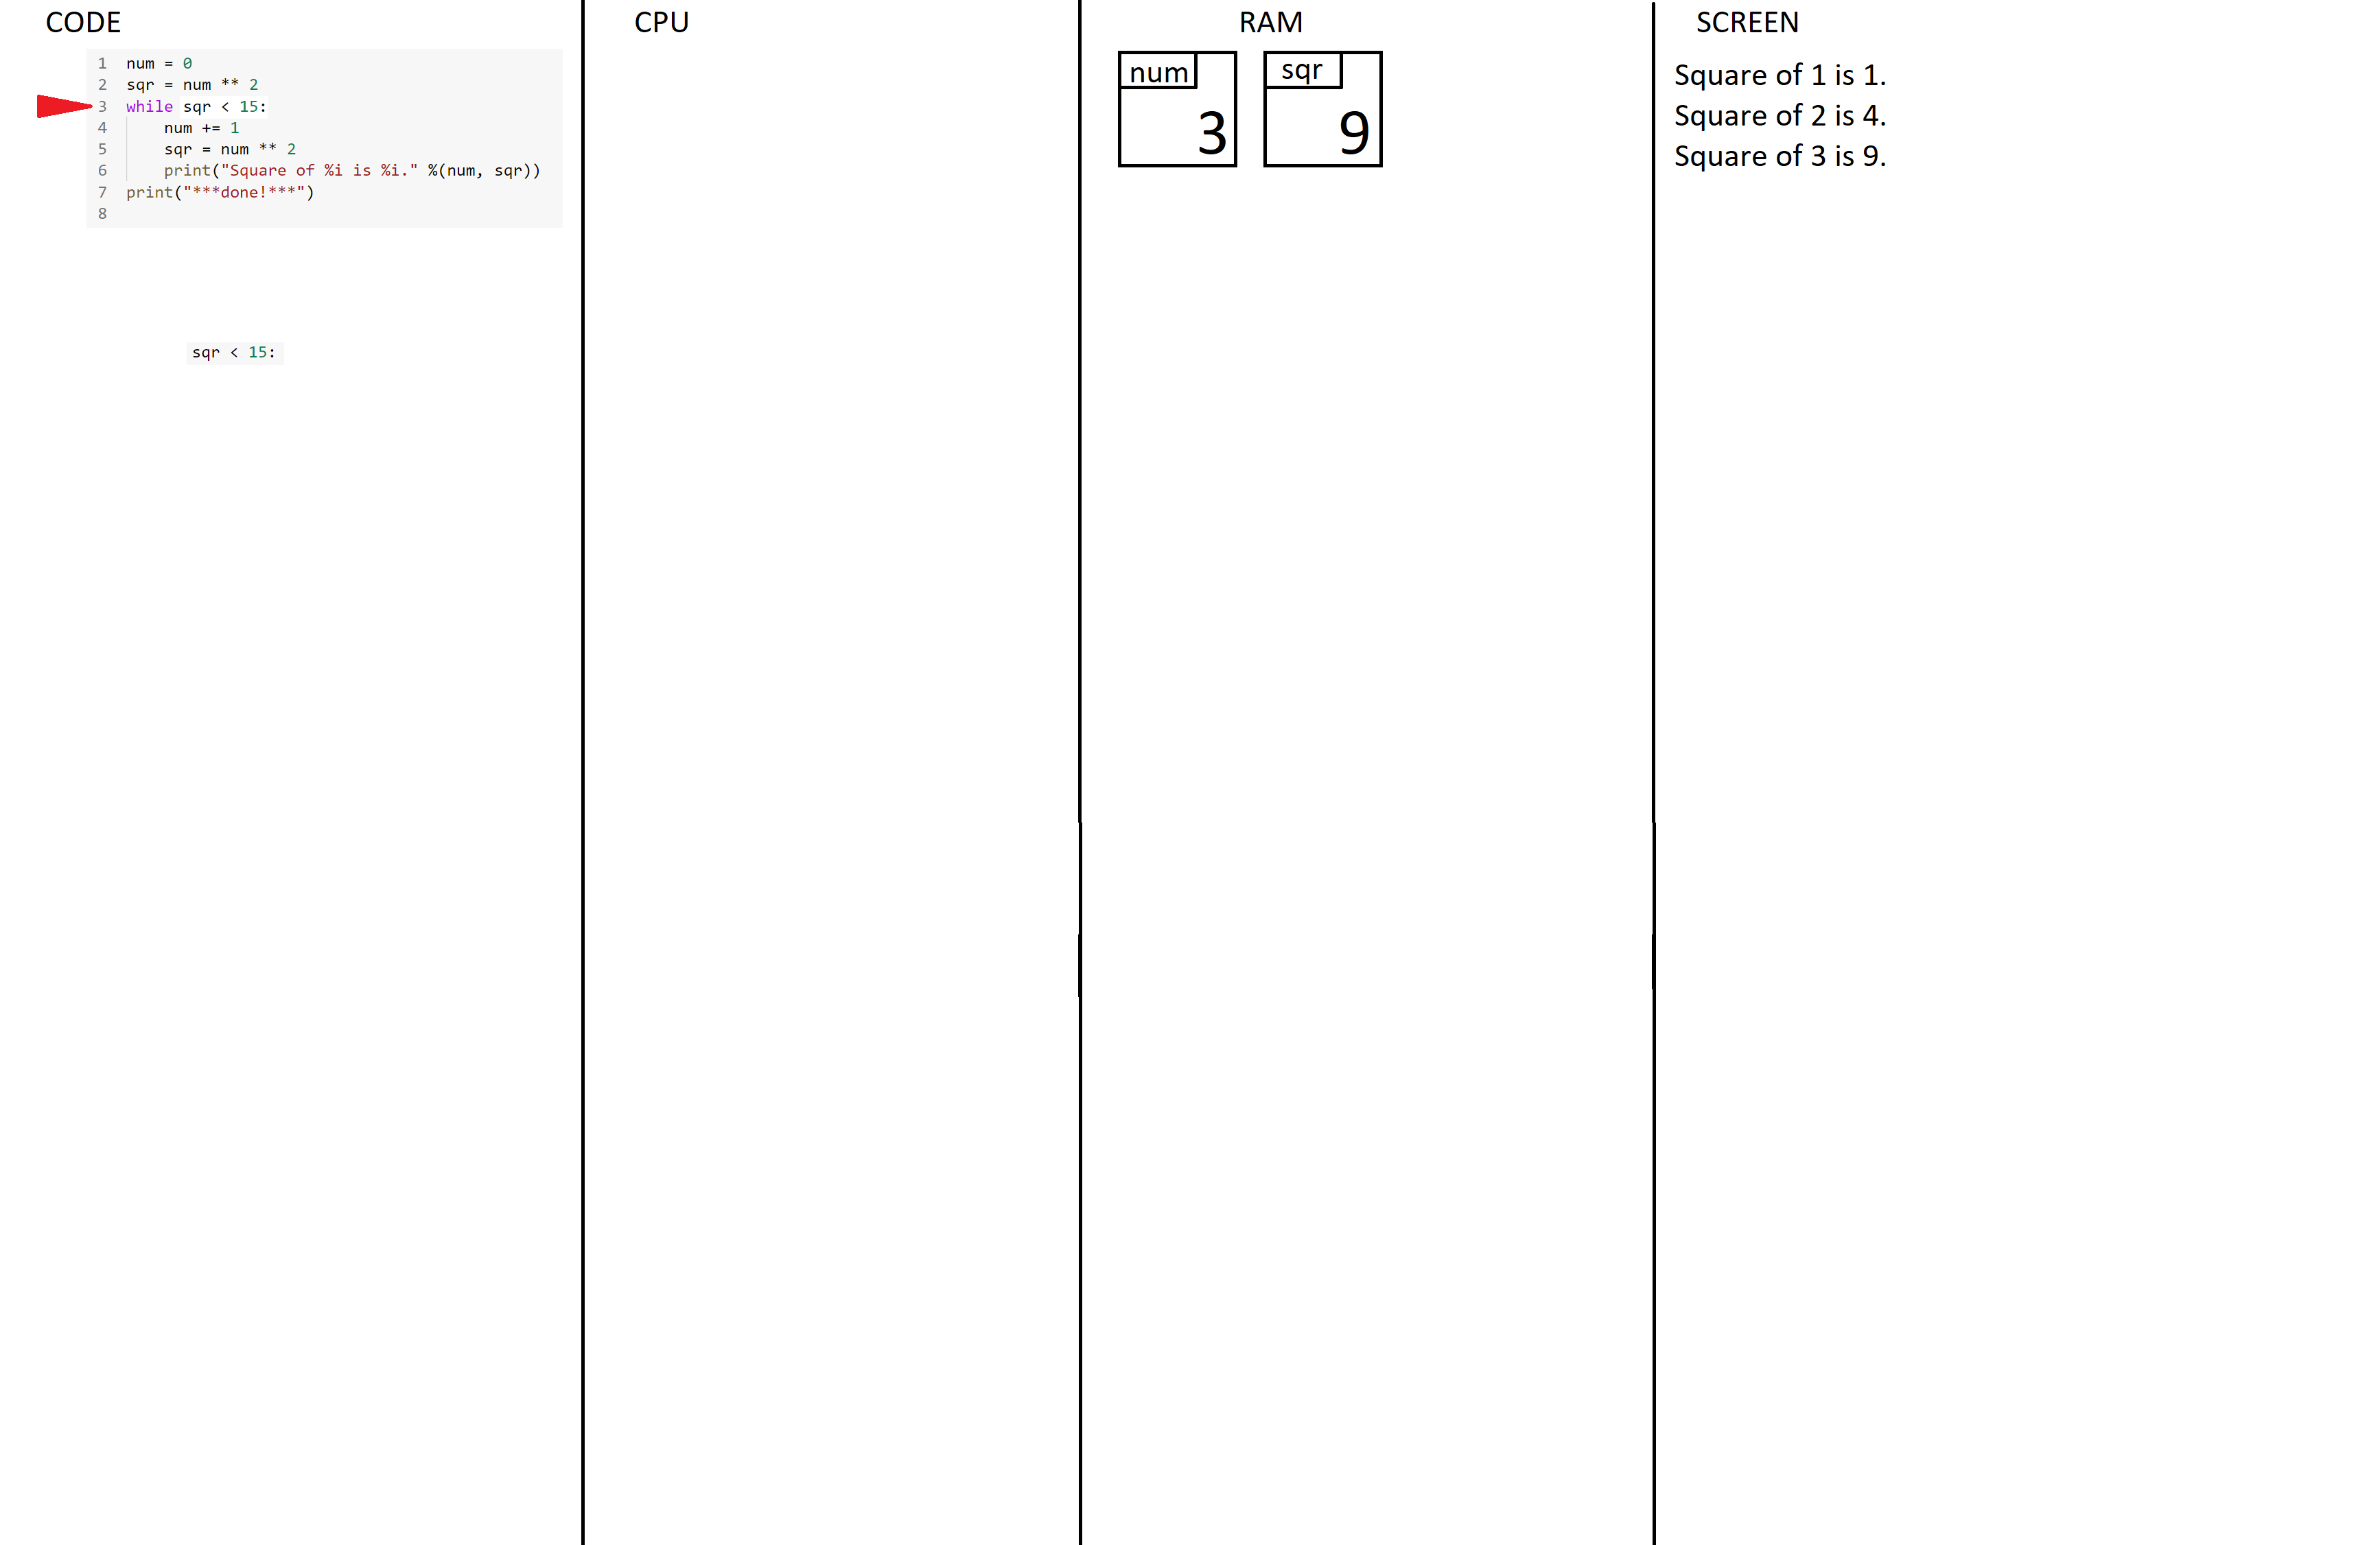 CODE
1 num = 0
2 sqr = num ** 2
3 while sqr < 15:
4     num += 1
5     sqr = num ** 2
6     print("Square of %i is %i." %(num, sqr))
7 print("***done!***")
8
sqr < 15:
CPU
RAM
num
3
sqr
9
SCREEN
Square of 1 is 1.
Square of 2 is 4.
Square of 3 is 9.